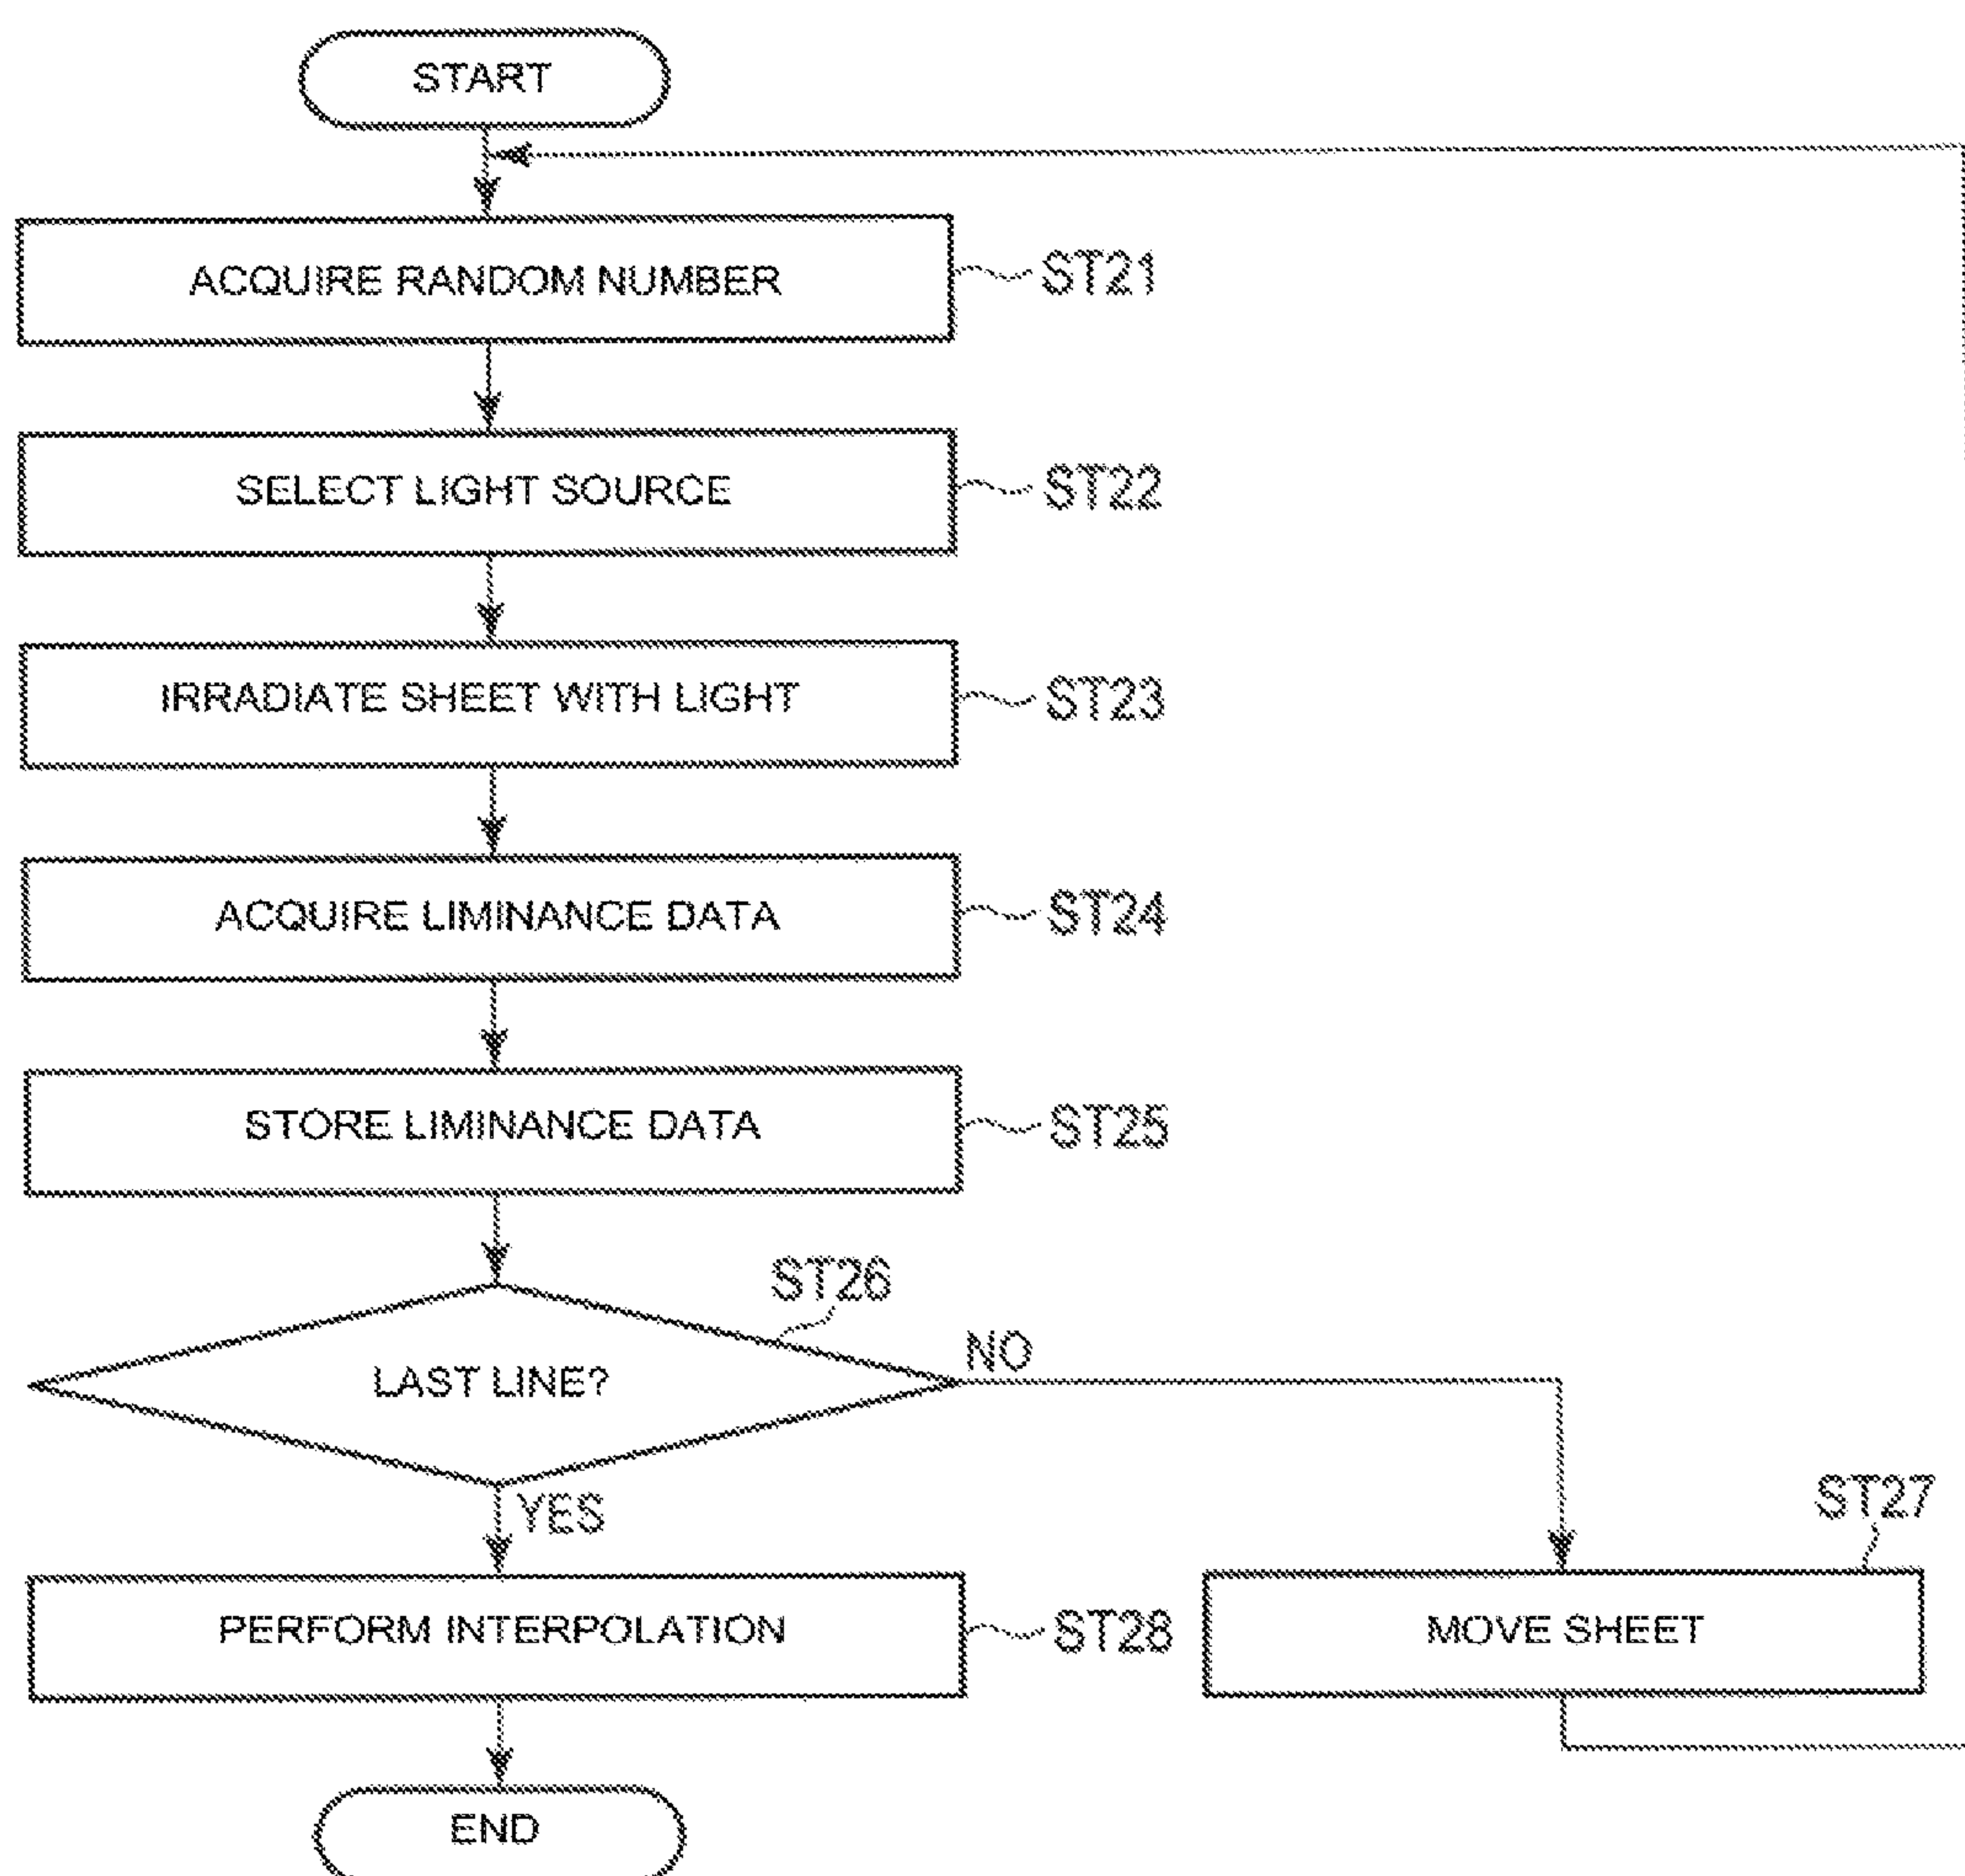 START
ACQUIRE RANDOM NUMBER
ST21
SELECT LIGHT SOURCE
ST22
IRRADIATE SHEET WITH LIGHT
ST23
ACQUIRE LIMINANCE DATA
ST24
STORE LIMINANCE DATA
ST25
ST26
LAST LINE?
NO
YES
ST27
PERFORM INTERPOLATION
ST28
MOVE SHEET
END